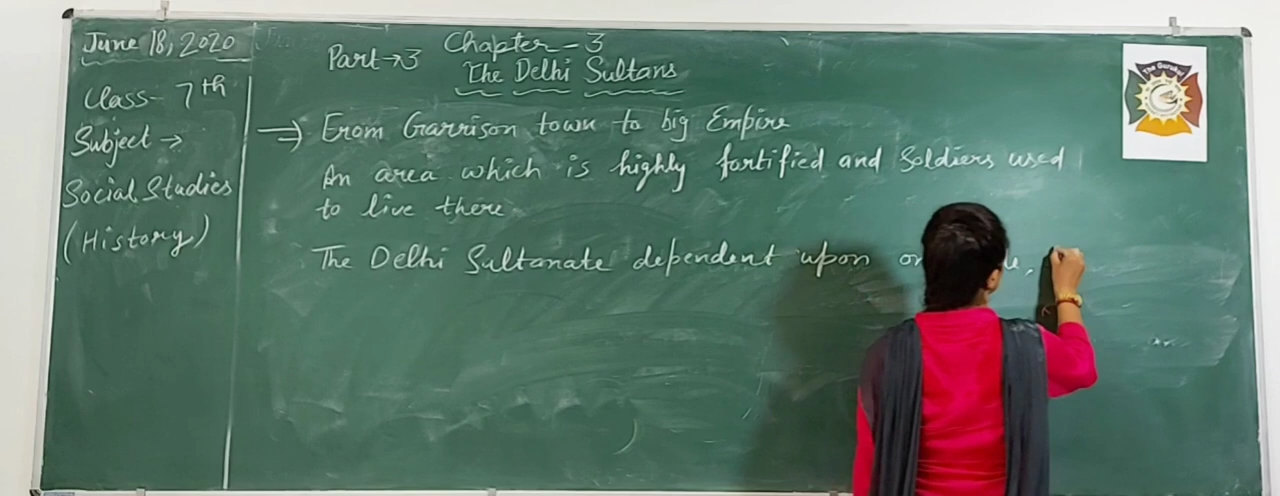 June 18, 2020
Class- 7th
Subject →
Social Studies
(History)
Chapter - 3
Part → 3
The Delhi Sultans
→ From Garrison town to big Empire
An area which is highly fortified and Soldiers used
to live there
The Delhi Sultanate dependent upon
The Gurukul